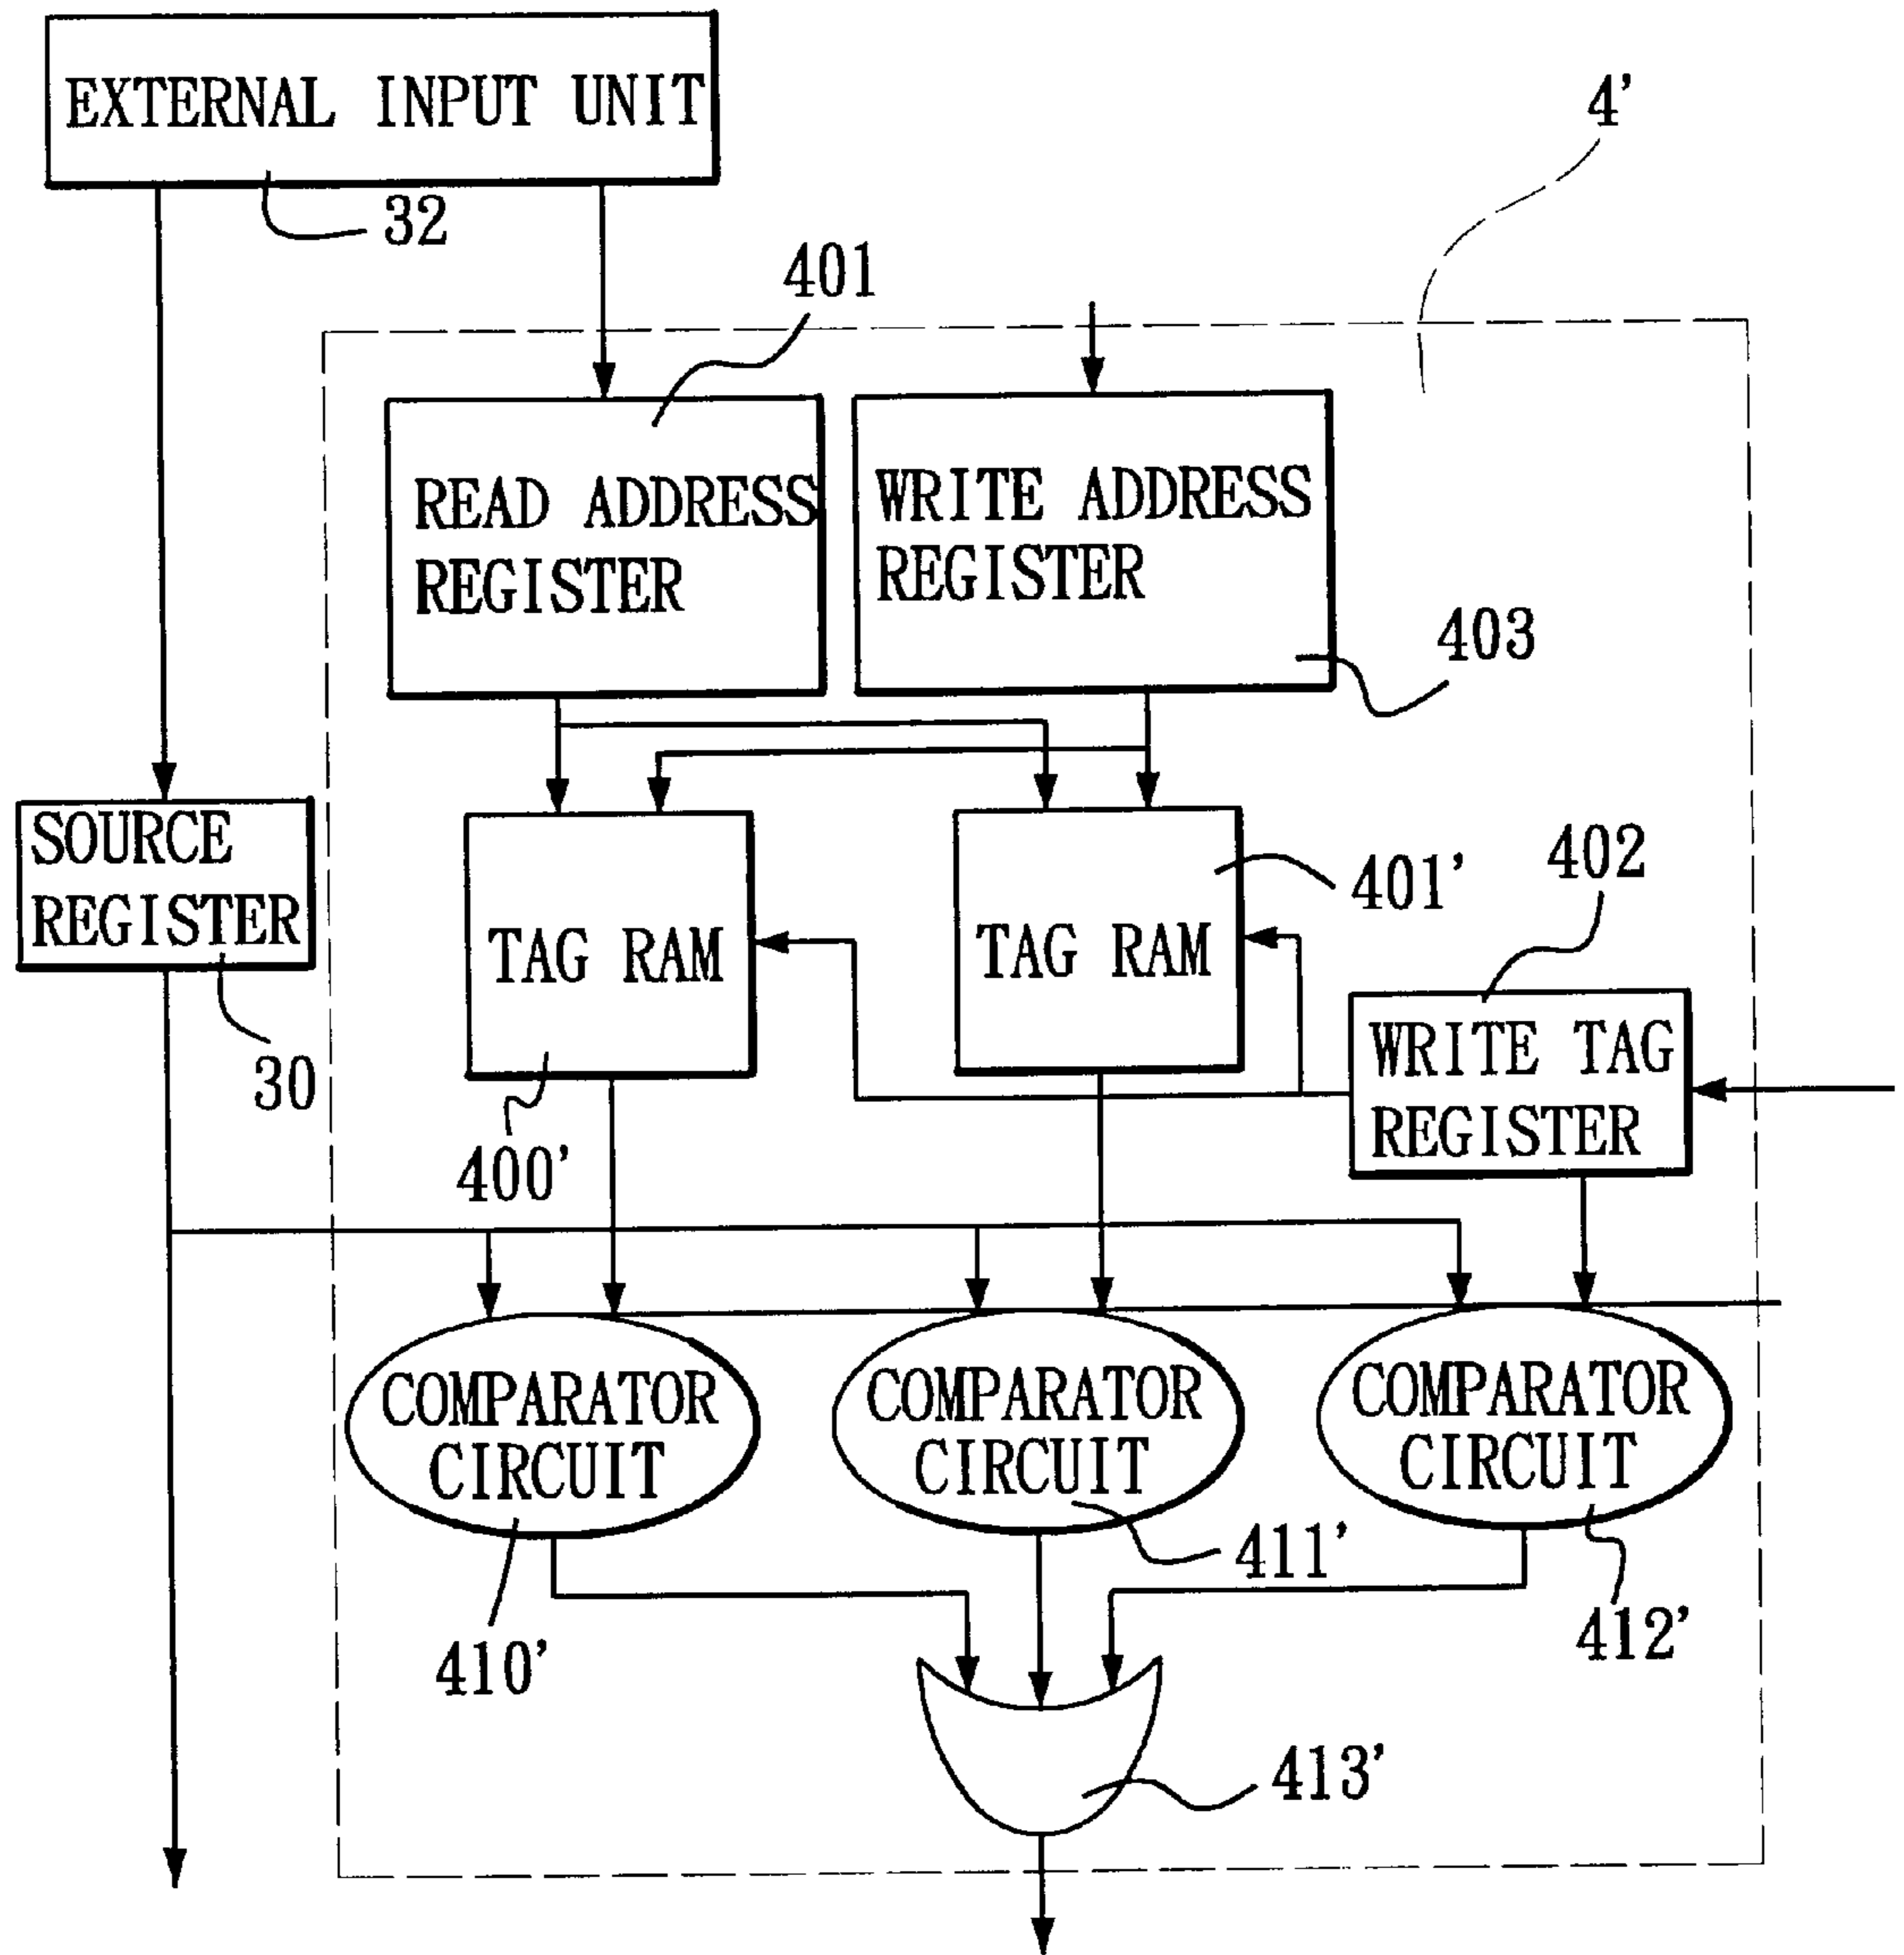 EXTERNAL INPUT UNIT
4'
32
401
READ ADDRESS
REGISTER
WRITE ADDRESS
REGISTER
403
SOURCE
REGISTER
30
TAG RAM
400'
TAG RAM
401'
402
WRITE TAG
REGISTER
COMPARATOR
CIRCUIT
410'
COMPARATOR
CIRCUIT
411'
COMPARATOR
CIRCUIT
412'
413'